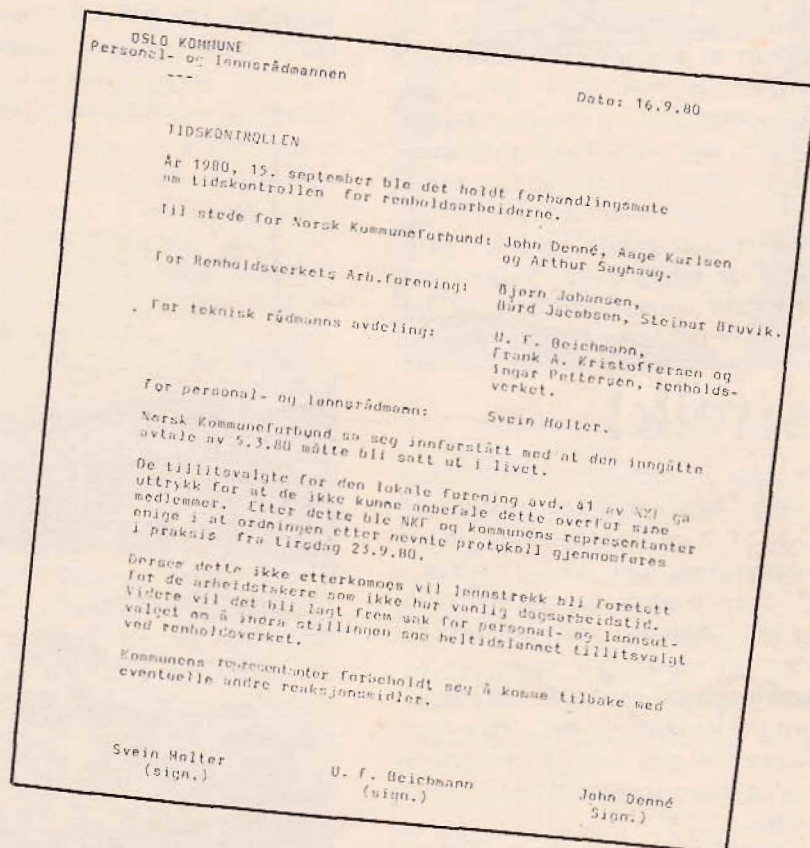 OSLO KOMMUNE
Personal- og lønnsrådmannen
---
Dato: 16.9.80
TIDSKONTROLLEN
År 1980, 15. september ble det holdt forhandlingsmøte
om tidskontrollen for renholdsarbeiderne.
Til stede for Norsk Kommuneforbund: John Denné, Aage Karlsen
og Arthur Saghaug.
For Renholdsverkets Arb.forening: Bjørn Johansen,
Bård Jacobsen, Steinar Bruvik.
For teknisk rådmanns avdeling: U. F. Beichmann,
Frank A. Kristoffersen og
Ingar Pettersen, renholds-
verket.
For personal- og lønnsrådmann: Svein Holter.
Norsk Kommuneforbund sa seg innforstått med at den inngåtte
avtale av 5.3.80 måtte bli satt ut i livet.
De tillitsvalgte for den lokale forening avd. 61 av NKF ga
uttrykk for at de ikke kunne anbefale dette overfor sine
medlemmer. Etter dette ble NKF og kommunens representanter
enige i at ordningen etter nevnte protokoll gjennomføres
i praksis fra tirsdag 23.9.80.
Dersom dette ikke etterkommes vil lønnstrekk bli foretatt
for de arbeidstakere som ikke har vanlig dagsarbeidstid.
Videre vil det bli lagt frem sak for personal- og lønnsut-
valget om å inndra stillingen som heltidslønnet tillitsvalgt
ved renholdsverket.
Kommunens representanter forbeholdt seg å komme tilbake med
eventuelle andre reaksjonsmidler.
Svein Holter U. F. Beichmann John Denné
(sign.) (sign.) Sign.)